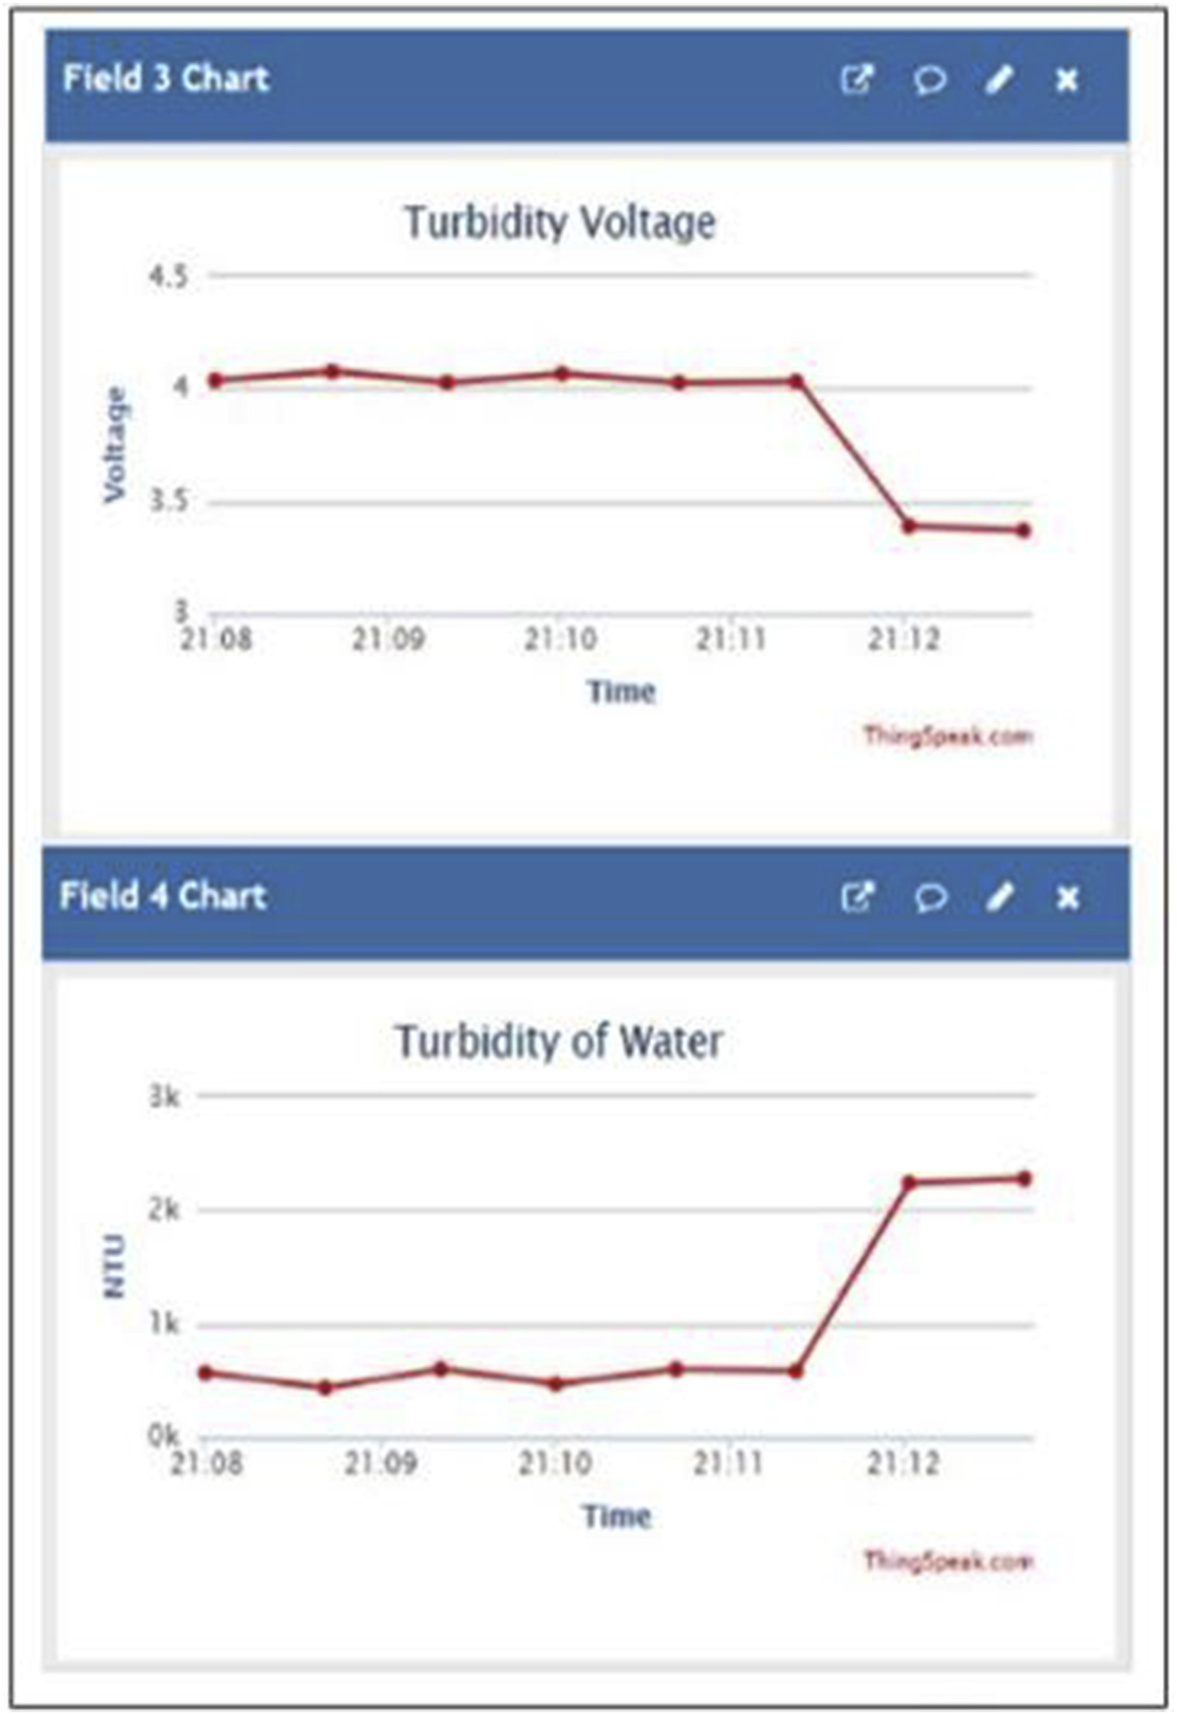 Field 3 Chart
Turbidity Voltage
4.5
4
3.5
3
Voltage
21:08 21:09 21:10 21:11 21:12
Time
ThingSpeak.com
Field 4 Chart
Turbidity of Water
3k
2k
1k
0k
NTU
21:08 21:09 21:10 21:11 21:12
Time
ThingSpeak.com